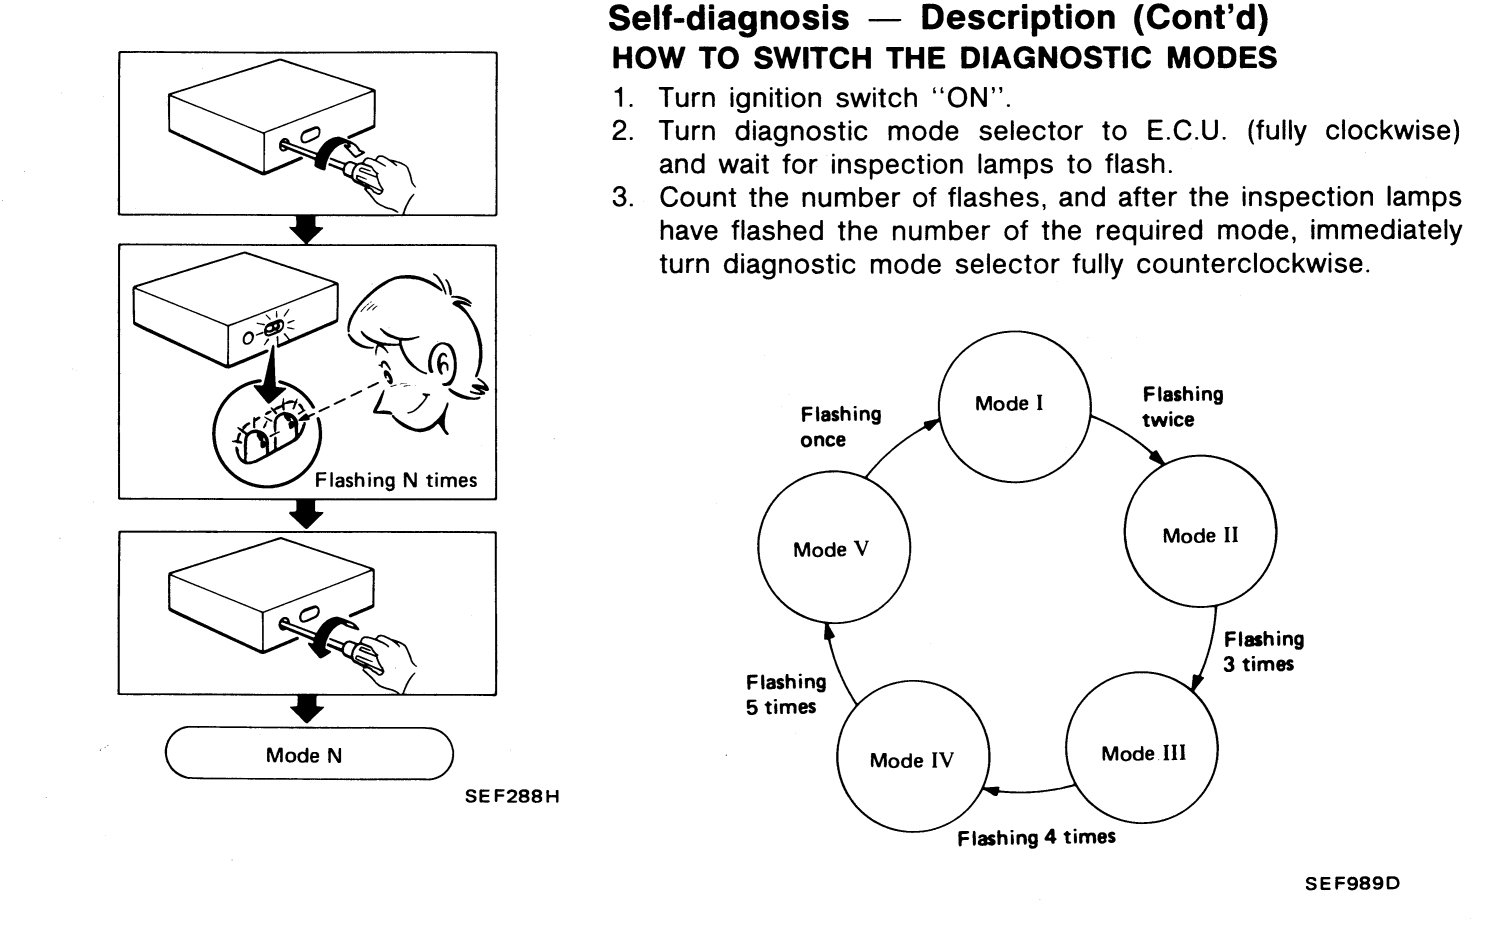 Self-diagnosis — Description (Cont'd)
HOW TO SWITCH THE DIAGNOSTIC MODES
1. Turn ignition switch “ON”.
2. Turn diagnostic mode selector to E.C.U. (fully clockwise)
and wait for inspection lamps to flash.
3. Count the number of flashes, and after the inspection lamps
have flashed the number of the required mode, immediately
turn diagnostic mode selector fully counterclockwise.
Flashing N times
Mode N
SEF288H
Mode I
Flashing
twice
Mode II
Flashing
3 times
Mode III
Flashing 4 times
Mode IV
Flashing
5 times
Mode V
Flashing
once
SEF989D